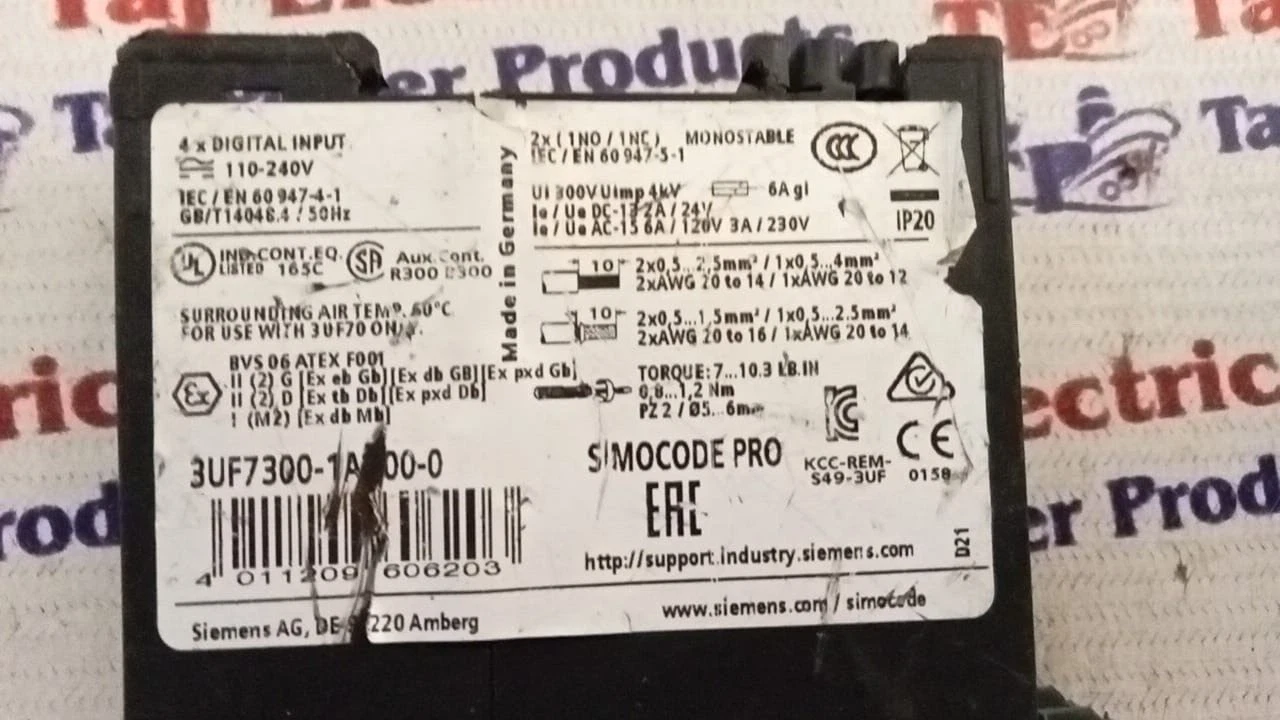 4 x DIGITAL INPUT
110-240V
IEC / EN 60 947-4-1
GB/T14048.4 / 50Hz
UL IND.CONT.EQ.
LISTED 165C
SA Aux.Cont.
R300
SURROUNDING AIR TEMP. 60°C
FOR USE WITH 3UF70
BVS 06 ATEX F001
II (2) G [Ex eb Gb][Ex db GB][Ex pxd Gb]
II (2) D [Ex tb Db][Ex pxd Db]
I (M2) [Ex db Mb]
3UF7300-1A 00-0
4 011209 606203
Siemens AG, DE 220 Amberg
Made in Germany
2x ( 1NO / 1NC ) MONOSTABLE
IEC / EN 60 947-5-1
Ui 300V Uimp 4kV 6A gl
Ie / Ue DC-13 2A / 24V
Ie / Ue AC-15 6A / 120V 3A / 230V
CCC
IP20
10 2x0,5...2,5mm² / 1x0,5...4mm²
2xAWG 20 to 14 / 1xAWG 20 to 12
10 2x0,5...1,5mm² / 1x0,5...2.5mm²
2xAWG 20 to 16 / 1xAWG 20 to 14
TORQUE: 7...10.3 LB.IN
0,8...1,2 Nm
PZ 2 / Ø5...6mm
SIMOCODE PRO
KCC-REM-
S49-3UF
CE
0158
EAC
http://support.industry.siemens.com
D21
www.siemens.com / simocode
Products
Electric